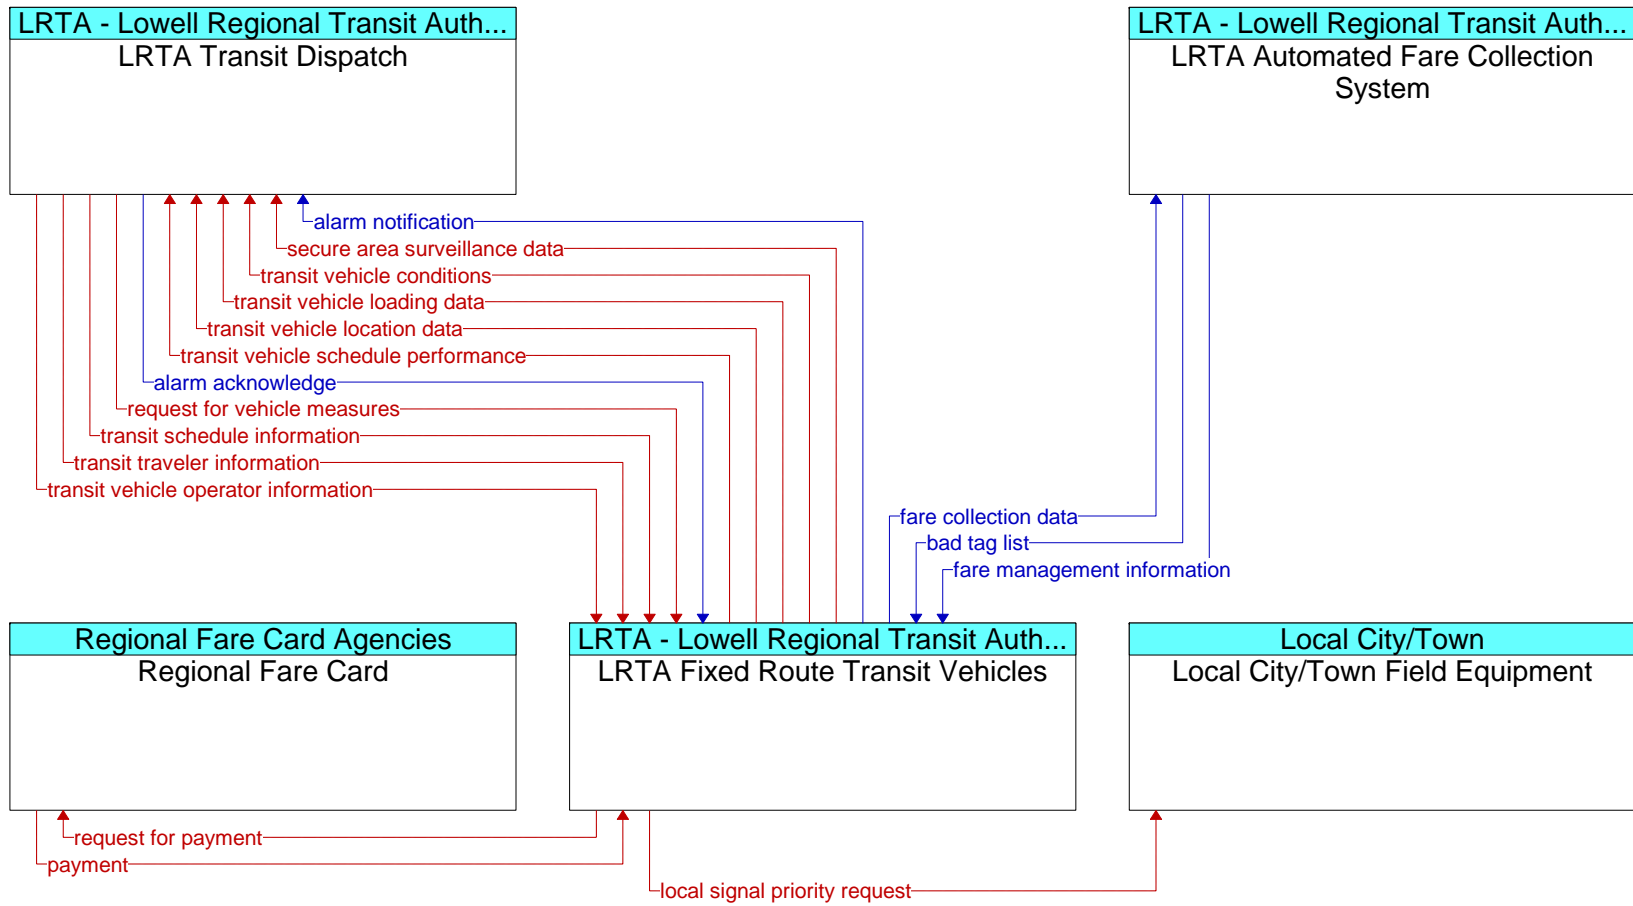 LRTA - Lowell Regional Transit Auth...
LRTA Transit Dispatch
LRTA - Lowell Regional Transit Auth...
LRTA Automated Fare Collection
System
alarm notification
secure area surveillance data
transit vehicle conditions
transit vehicle loading data
transit vehicle location data
transit vehicle schedule performance
alarm acknowledge
request for vehicle measures
transit schedule information
transit traveler information
transit vehicle operator information
fare collection data
bad tag list
fare management information
Regional Fare Card Agencies
Regional Fare Card
LRTA - Lowell Regional Transit Auth...
LRTA Fixed Route Transit Vehicles
Local City/Town
Local City/Town Field Equipment
request for payment
payment
local signal priority request